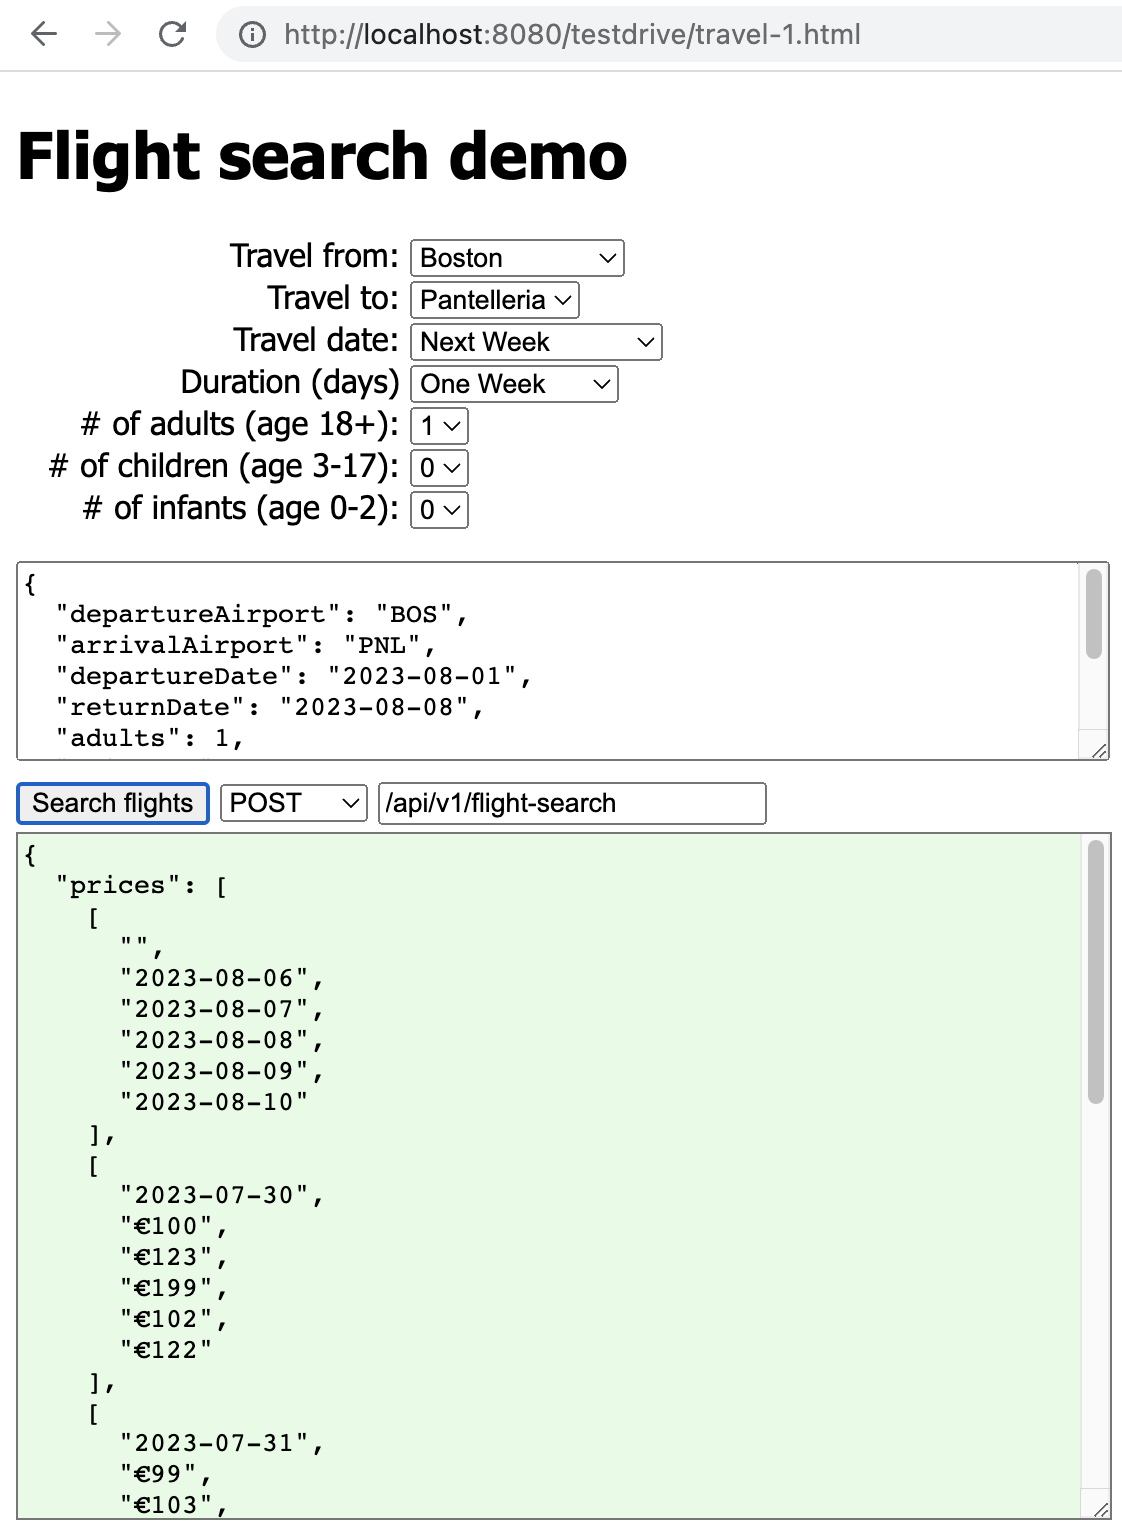 http://localhost:8080/testdrive/travel-1.html
Flight search demo
Travel from: Boston
Travel to: Pantelleria
Travel date: Next Week
Duration (days) One Week
# of adults (age 18+): 1
# of children (age 3-17): 0
# of infants (age 0-2): 0
{
"departureAirport": "BOS",
"arrivalAirport": "PNL",
"departureDate": "2023-08-01",
"returnDate": "2023-08-08",
"adults": 1,
Search flights POST /api/v1/flight-search
{
"prices": [
[
"",
"2023-08-06",
"2023-08-07",
"2023-08-08",
"2023-08-09",
"2023-08-10"
],
[
"2023-07-30",
"€100",
"€123",
"€199",
"€102",
"€122"
],
[
"2023-07-31",
"€99",
"€103",